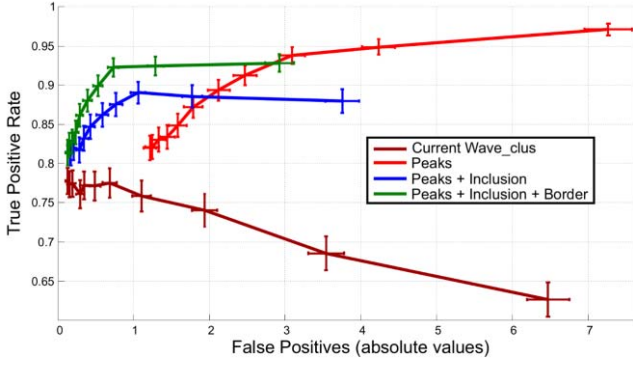 1
0.95
0.9
0.85
0.8
0.75
0.7
0.65
True Positive Rate
Current Wave_clus
Peaks
Peaks + Inclusion
Peaks + Inclusion + Border
0 1 2 3 4 5 6 7
False Positives (absolute values)